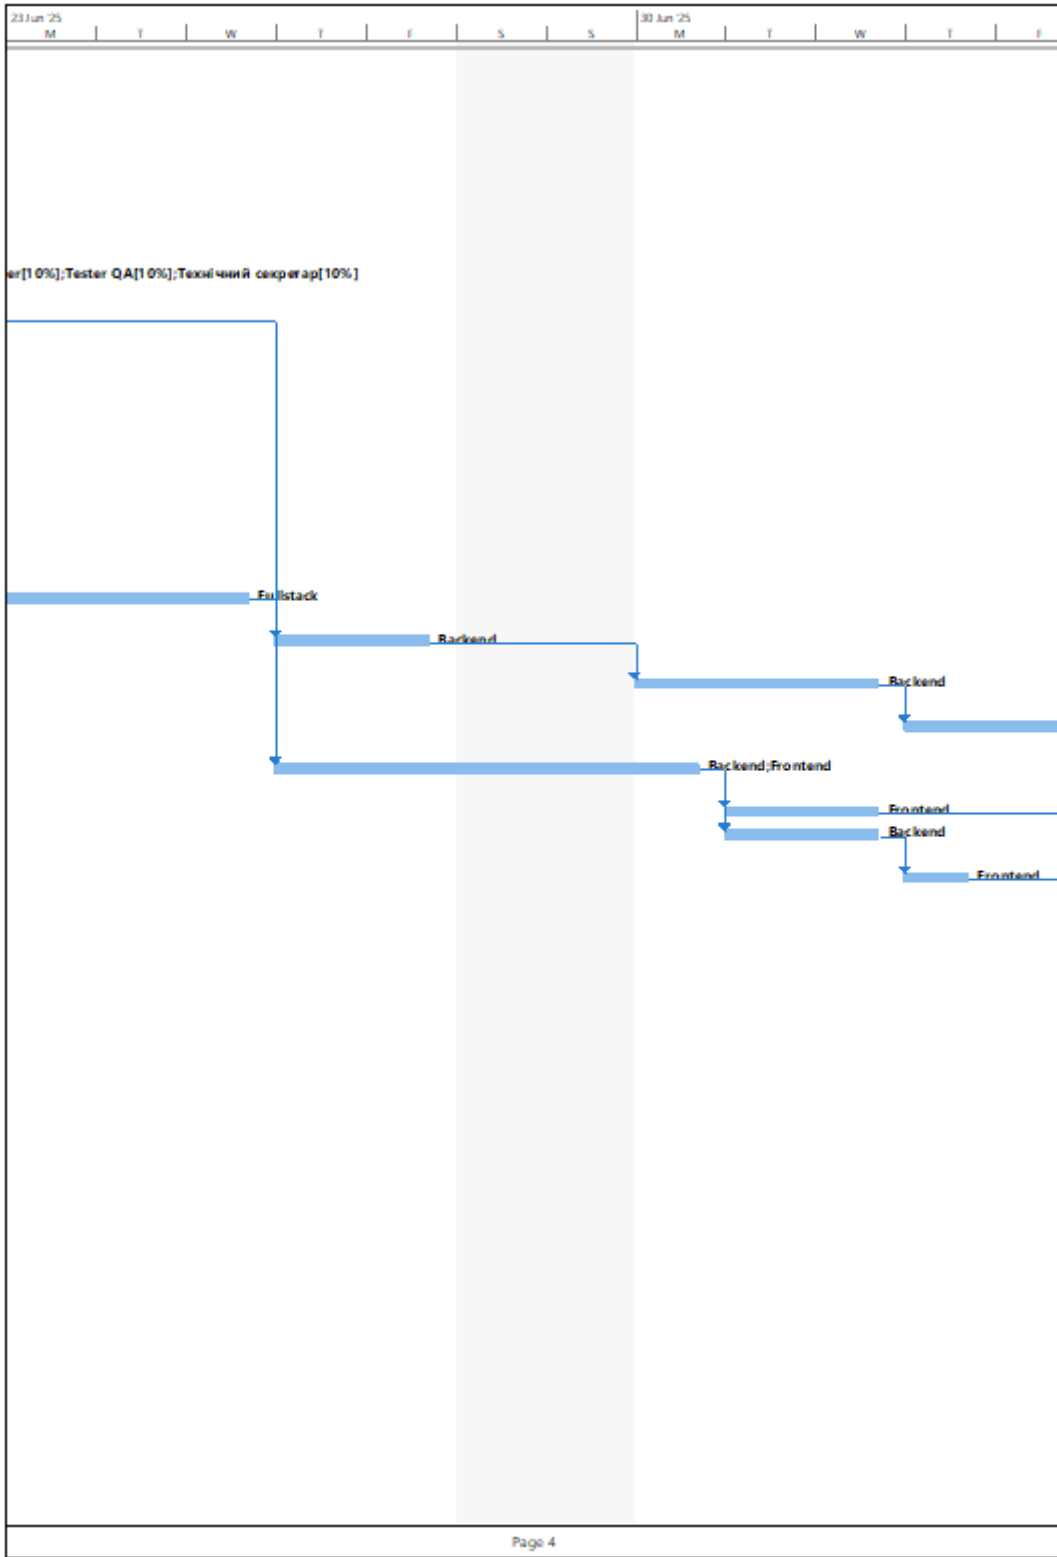 23 Jun '25 30 Jun '25
M T W T F S S M T W T F
er[10%];Tester QA[10%];Технічний секретар[10%]
Fullstack
Backend
Backend
Backend;Frontend
Frontend
Backend
Frontend
Page 4